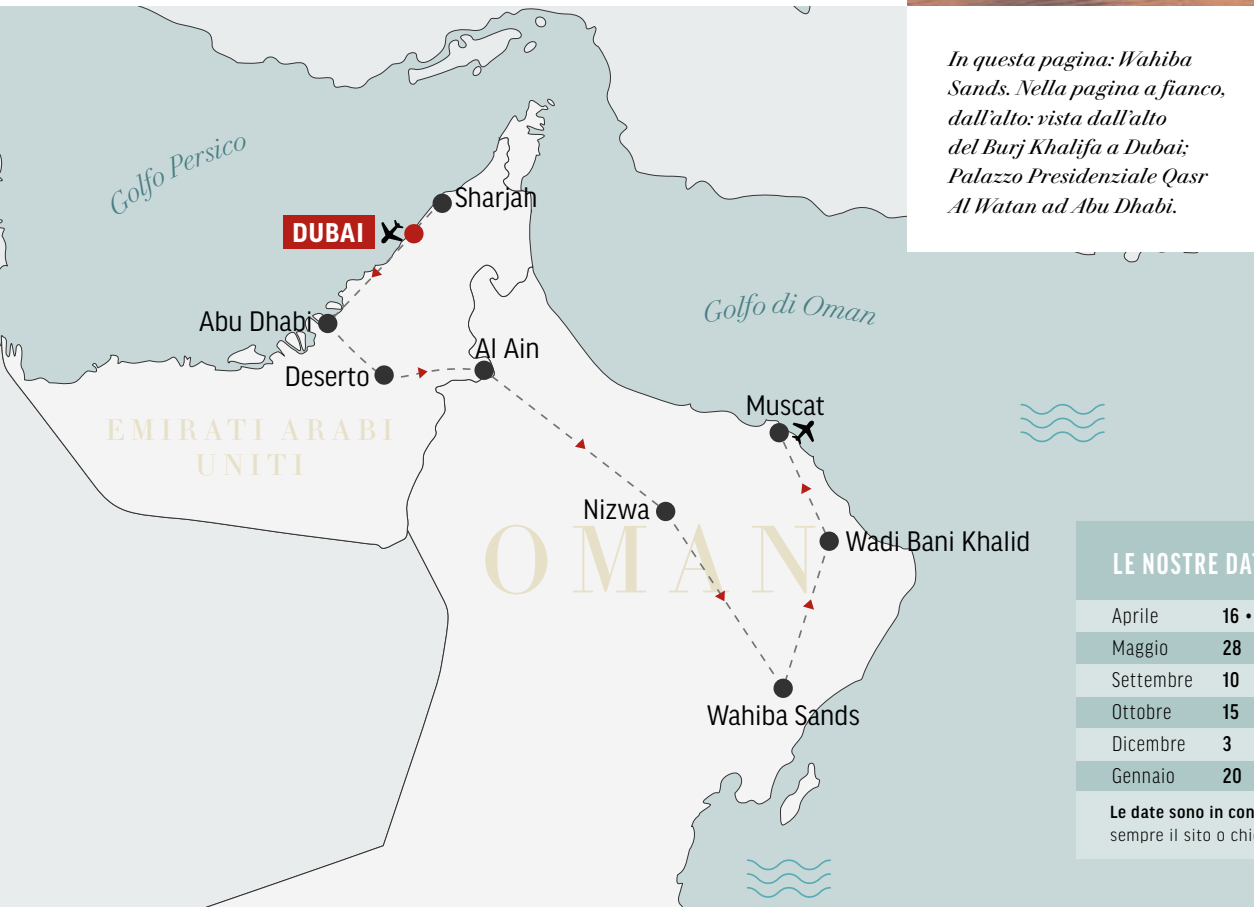 In questa pagina: Wahiba
Sands. Nella pagina a fianco,
dall'alto: vista dall'alto
del Burj Khalifa a Dubai;
Palazzo Presidenziale Qasr
Al Watan ad Abu Dhabi.
Golfo Persico
Sharjah
DUBAI
Golfo di Oman
Abu Dhabi
Al Ain
Deserto
Muscat
EMIRATI ARABI
UNITI
Nizwa
OMAN
Wadi Bani Khalid
Wahiba Sands
LE NOSTRE DA
Aprile 16 •
Maggio 28
Settembre 10
Ottobre 15
Dicembre 3
Gennaio 20
Le date sono in con
sempre il sito o chi